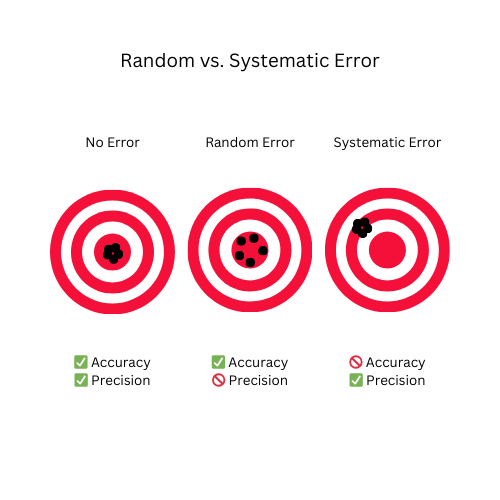 Random vs. Systematic Error
No Error
Random Error
Systematic Error
✅ Accuracy
✅ Precision
✅ Accuracy
🚫 Precision
🚫 Accuracy
✅ Precision